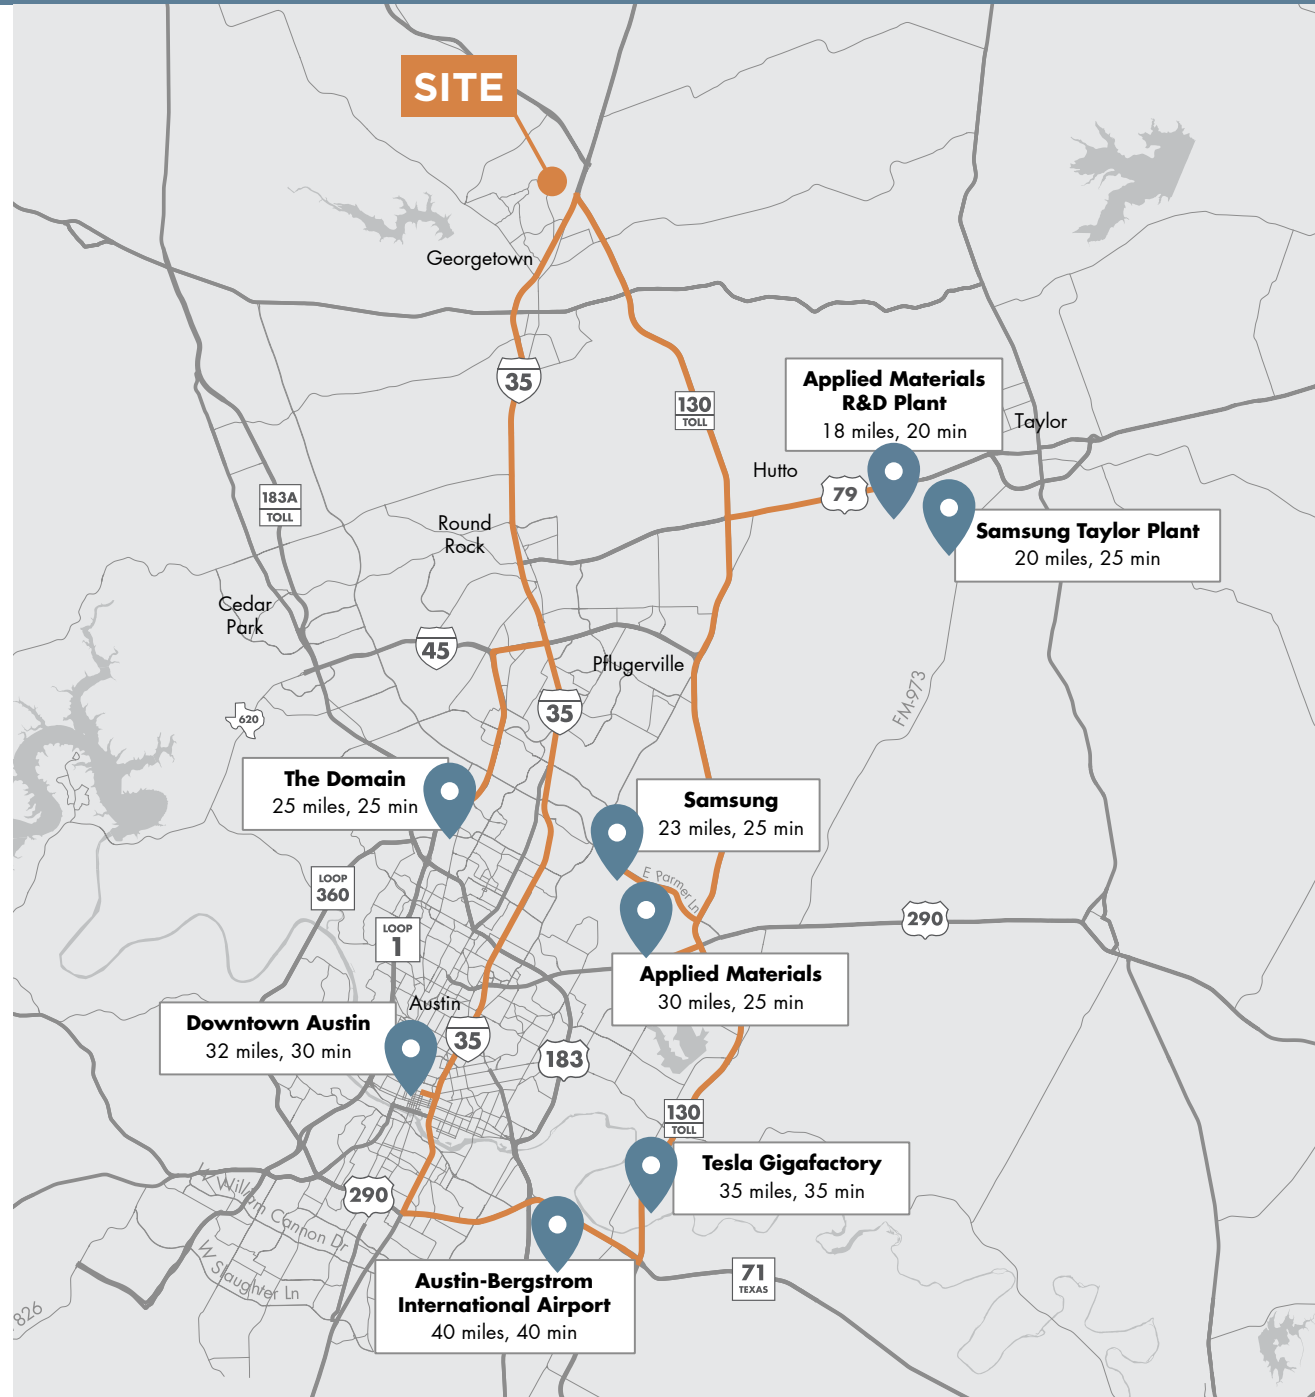 SITE
Georgetown
35
130
TOLL
Applied Materials
R&D Plant
18 miles, 20 min
Taylor
Hutto
79
183A
TOLL
Round
Rock
Samsung Taylor Plant
20 miles, 25 min
Cedar
Park
45
Pflugerville
35
620
FM-973
The Domain
25 miles, 25 min
Samsung
23 miles, 25 min
E Parmer Ln
LOOP
360
LOOP
1
290
Applied Materials
30 miles, 25 min
Austin
Downtown Austin
32 miles, 30 min
35
183
130
TOLL
Tesla Gigafactory
35 miles, 35 min
290
W William Cannon Dr
W Slaughter Ln
71
TEXAS
Austin-Bergstrom
International Airport
40 miles, 40 min
826